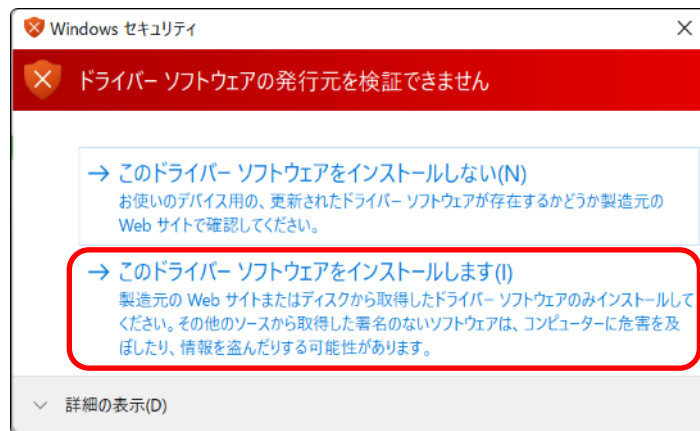 Windows セキュリティ
ドライバー ソフトウェアの発行元を検証できません
→ このドライバー ソフトウェアをインストールしない(N)
お使いのデバイス用の、更新されたドライバー ソフトウェアが存在するかどうか製造元の
Web サイトで確認してください。
→ このドライバー ソフトウェアをインストールします(I)
製造元の Web サイトまたはディスクから取得したドライバー ソフトウェアのみインストールして
ください。その他のソースから取得した署名のないソフトウェアは、コンピューターに危害を及
ぼしたり、情報を盗んだりする可能性があります。
詳細の表示(D)